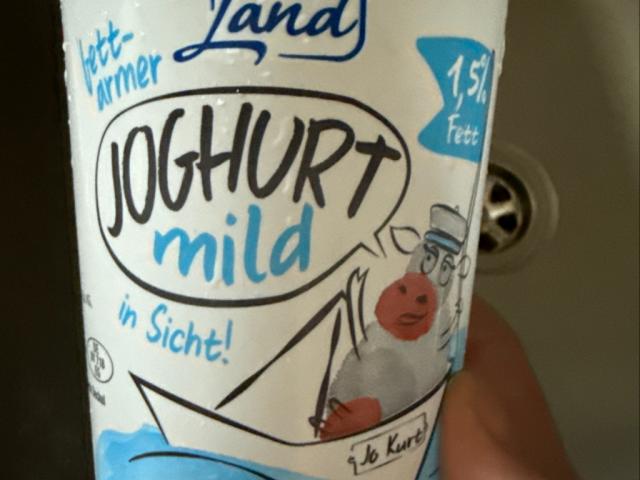 Land
fett-
armer
1,5%
Fett
JOGHURT
mild
in Sicht!
Jo Kurt